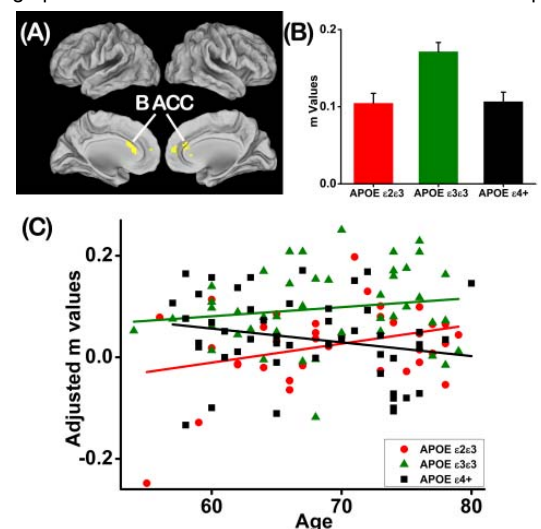 (A)
B ACC
(B)
m Values
0.2
0.1
0.0
APOE ε2ε3 APOE ε3ε3 APOE ε4+
(C)
Adjusted m values
0.2
0.0
-0.2
60 70 80
Age
APOE ε2ε3
APOE ε3ε3
APOE ε4+